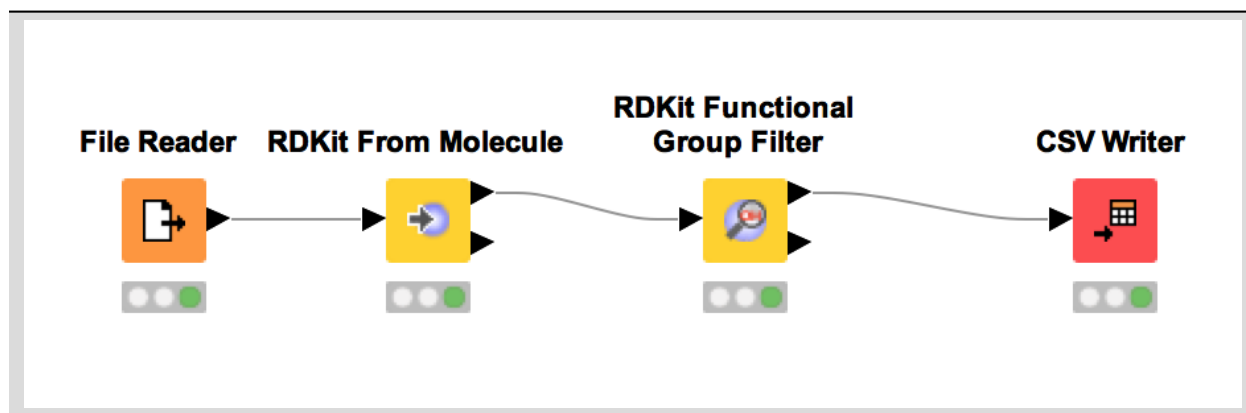 File Reader
RDKit From Molecule
RDKit Functional
Group Filter
CSV Writer